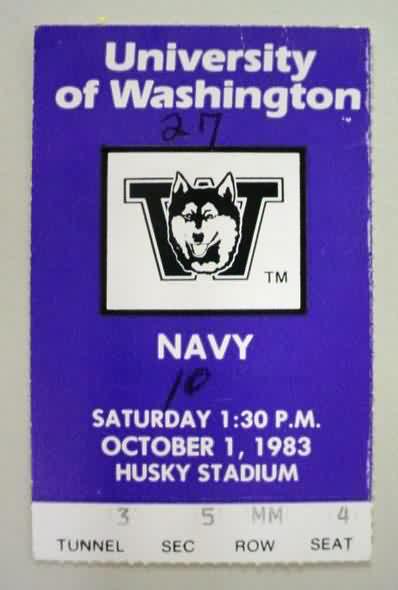 University
of Washington
27
W
TM
NAVY
10
SATURDAY 1:30 P.M.
OCTOBER 1, 1983
HUSKY STADIUM
3 5 MM 4
TUNNEL SEC ROW SEAT